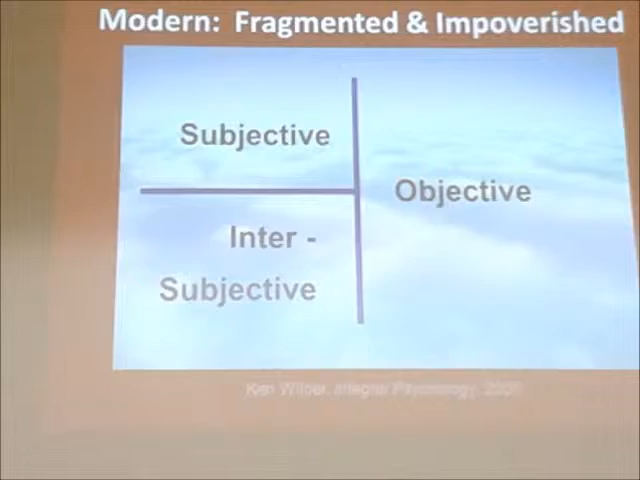 Modern: Fragmented & Impoverished
Subjective
Objective
Inter -
Subjective
Ken Wilber, Integral Psychology,